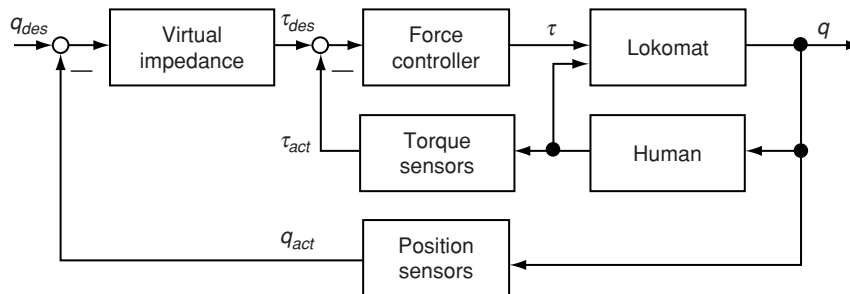 q_des
Virtual
impedance
τ_des
Force
controller
τ
Lokomat
q
τ_act
Torque
sensors
Human
q_act
Position
sensors